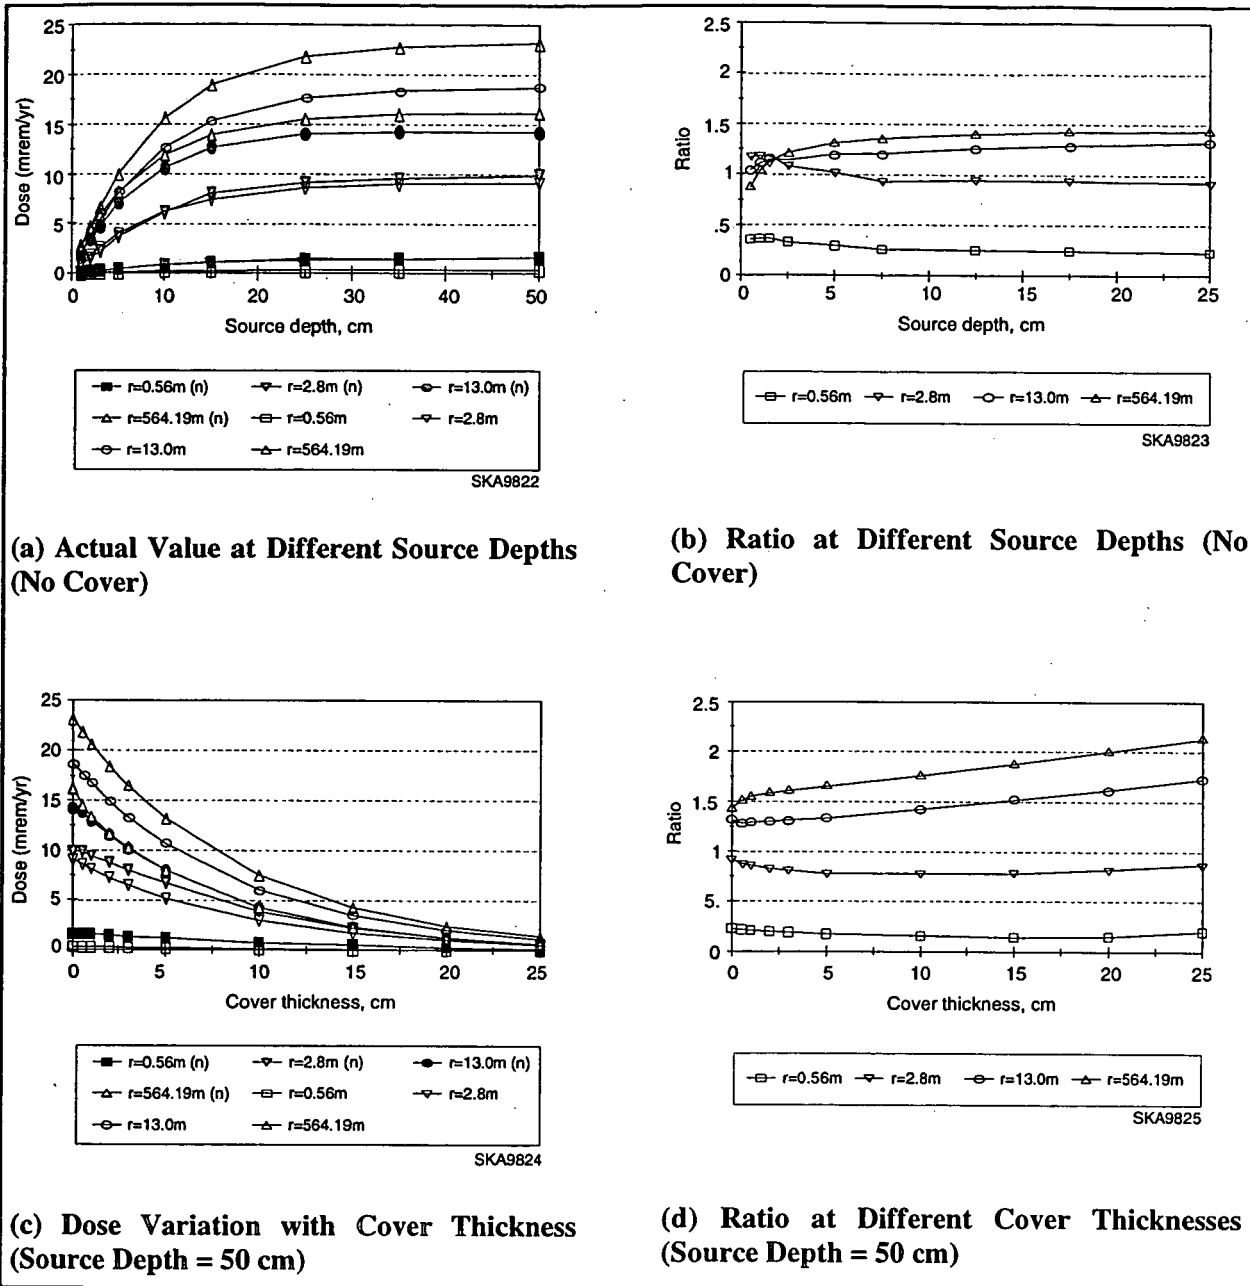 25
20
15
10
5
0
Dose (mrem/yr)
0 10 20 30 40 50
Source depth, cm
r=0.56m (n) r=2.8m (n) r=13.0m (n)
r=564.19m (n) r=0.56m r=2.8m
r=13.0m r=564.19m
SKA9822
(a) Actual Value at Different Source Depths
(No Cover)
2.5
2
1.5
1
.5
0
Ratio
0 5 10 15 20 25
Source depth, cm
r=0.56m r=2.8m r=13.0m r=564.19m
SKA9823
(b) Ratio at Different Source Depths (No
Cover)
25
20
15
10
5
0
Dose (mrem/yr)
0 5 10 15 20 25
Cover thickness, cm
r=0.56m (n) r=2.8m (n) r=13.0m (n)
r=564.19m (n) r=0.56m r=2.8m
r=13.0m r=564.19m
SKA9824
(c) Dose Variation with Cover Thickness
(Source Depth = 50 cm)
2.5
2
1.5
1
5.
0
Ratio
0 5 10 15 20 25
Cover thickness, cm
r=0.56m r=2.8m r=13.0m r=564.19m
SKA9825
(d) Ratio at Different Cover Thicknesses
(Source Depth = 50 cm)